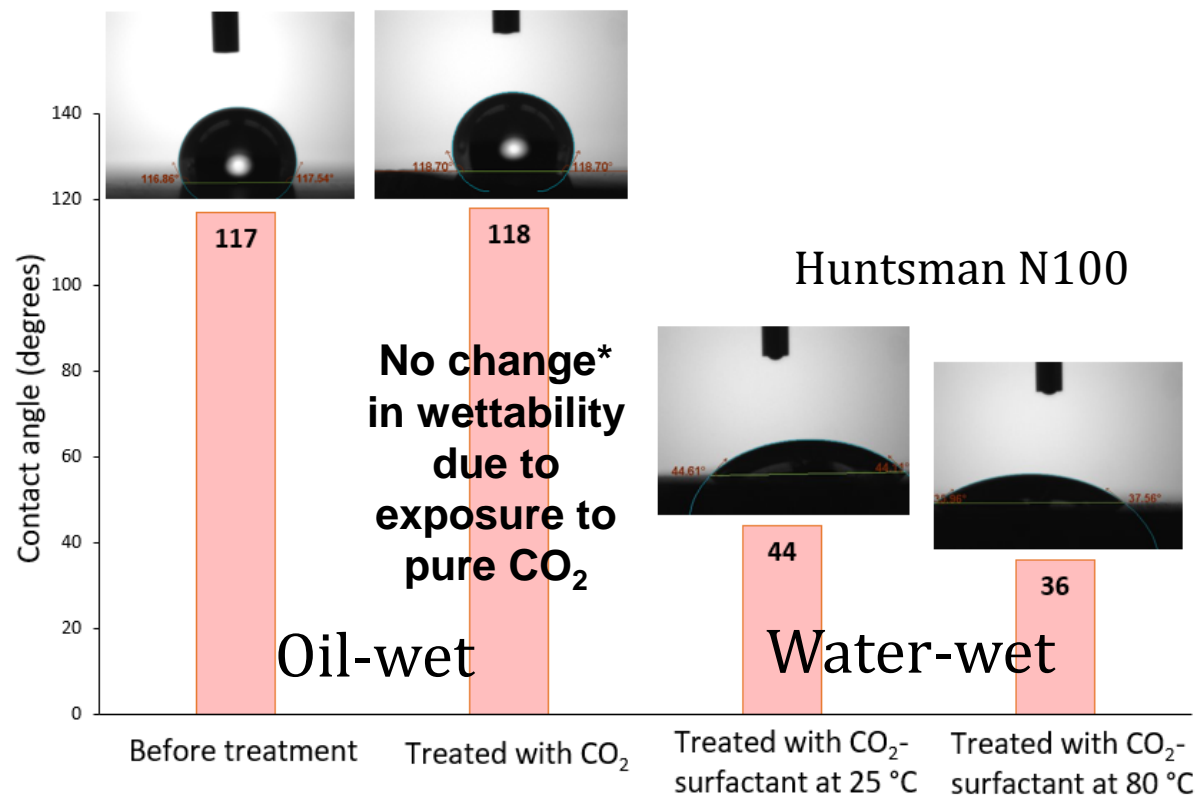 140
120
100
80
60
40
20
0
Contact angle (degrees)
116.86°
117.54°
117
118.70°
118.70°
118
No change*
in wettability
due to
exposure to
pure CO₂
Huntsman N100
44.61°
44
37.56°
36
Oil-wet
Water-wet
Before treatment
Treated with CO₂
Treated with CO₂-
surfactant at 25 °C
Treated with CO₂-
surfactant at 80 °C